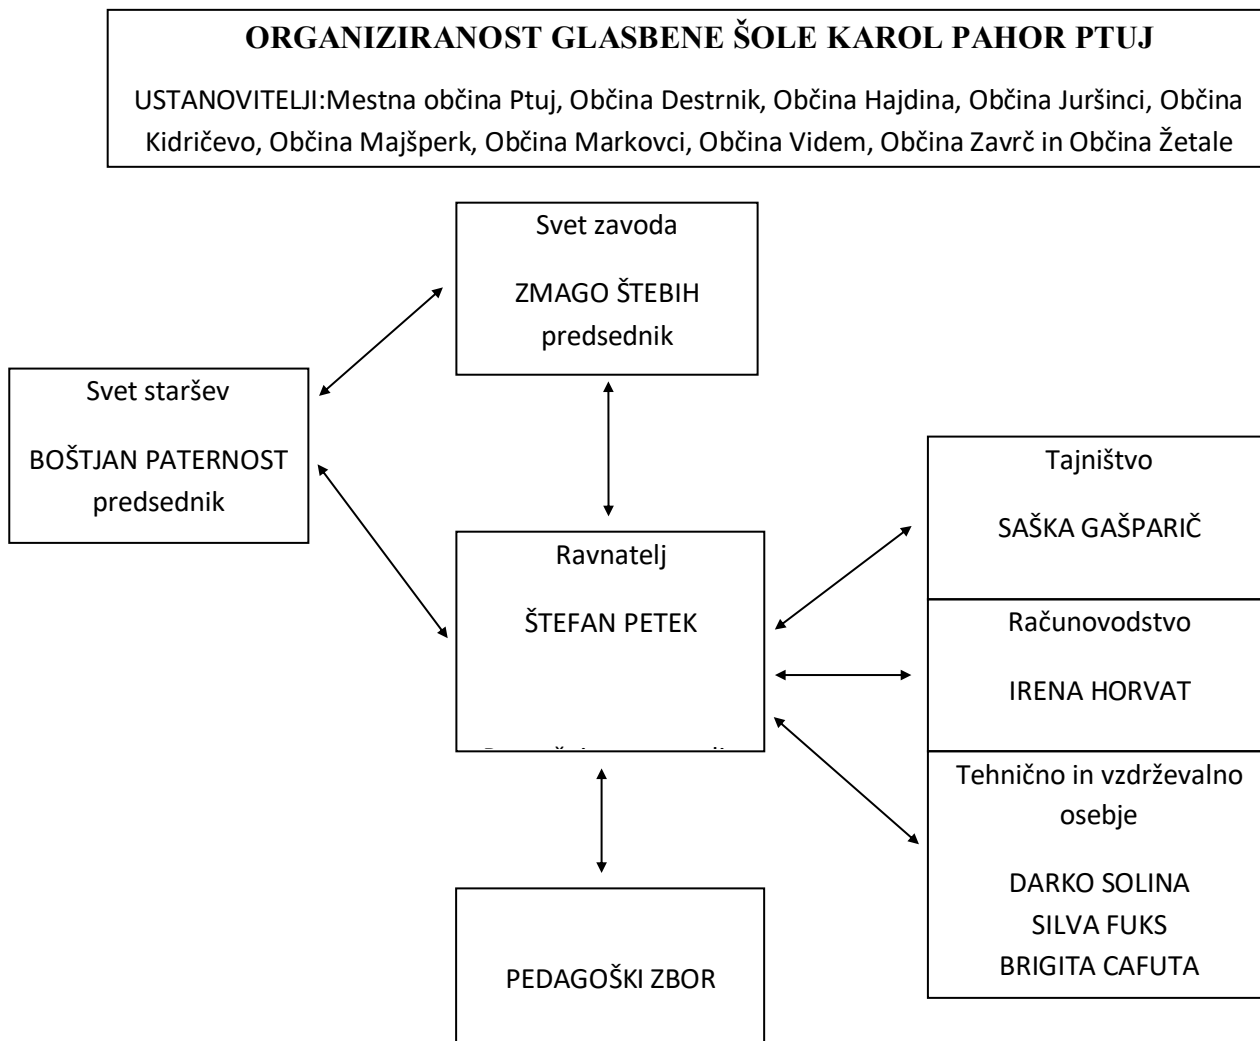 ORGANIZIRANOST GLASBENE ŠOLE KAROL PAHOR PTUJ
USTANOVITELJI:Mestna občina Ptuj, Občina Destrnik, Občina Hajdina, Občina Juršinci, Občina
Kidričevo, Občina Majšperk, Občina Markovci, Občina Videm, Občina Zavrč in Občina Žetale
Svet zavoda
ZMAGO ŠTEBIH
predsednik
Svet staršev
BOŠTJAN PATERNOST
predsednik
Ravnatelj
ŠTEFAN PETEK
Tajništvo
SAŠKA GAŠPARIČ
Računovodstvo
IRENA HORVAT
Tehnično in vzdrževalno
osebje
DARKO SOLINA
SILVA FUKS
BRIGITA CAFUTA
PEDAGOŠKI ZBOR